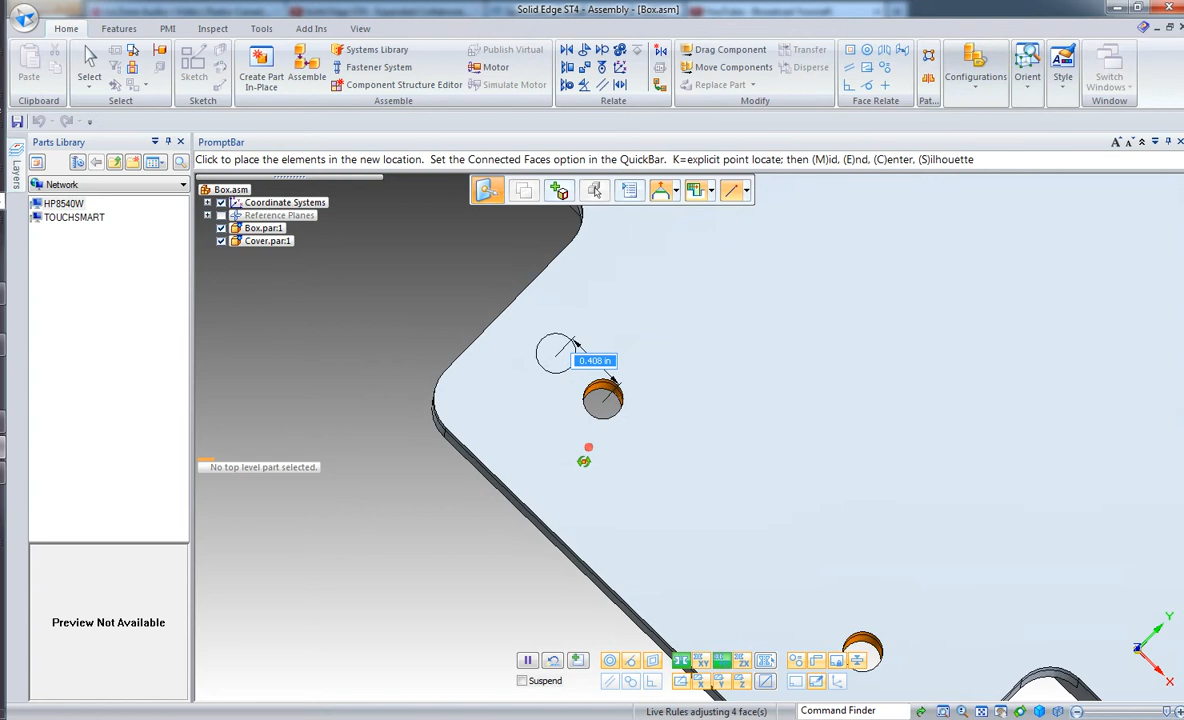 Solid Edge ST4 - Assembly - [Box.asm]
Home Features PMI Inspect Tools Add Ins View
Paste
Clipboard
Select
Select
Sketch
Sketch
Create Part In-Place
Assemble
Systems Library
Fastener System
Component Structure Editor
Publish Virtual
Motor
Simulate Motor
Assemble
Relate
Drag Component
Move Components
Replace Part
Transfer
Disperse
Modify
Face Relate
Pat...
Configurations
Orient
Style
Switch Windows
Window
Parts Library
PromptBar
Click to place the elements in the new location. Set the Connected Faces option in the QuickBar. K=explicit point locate; then (M)id, (E)nd, (C)enter, (S)ilhouette
Layers
Network
HP8540W
TOUCHSMART
Box.asm
Coordinate Systems
Reference Planes
Box.par:1
Cover.par:1
0.408 in
No top level part selected.
Preview Not Available
Y
X
XY
ZX
X Y Z
Suspend
Live Rules adjusting 4 face(s)
Command Finder